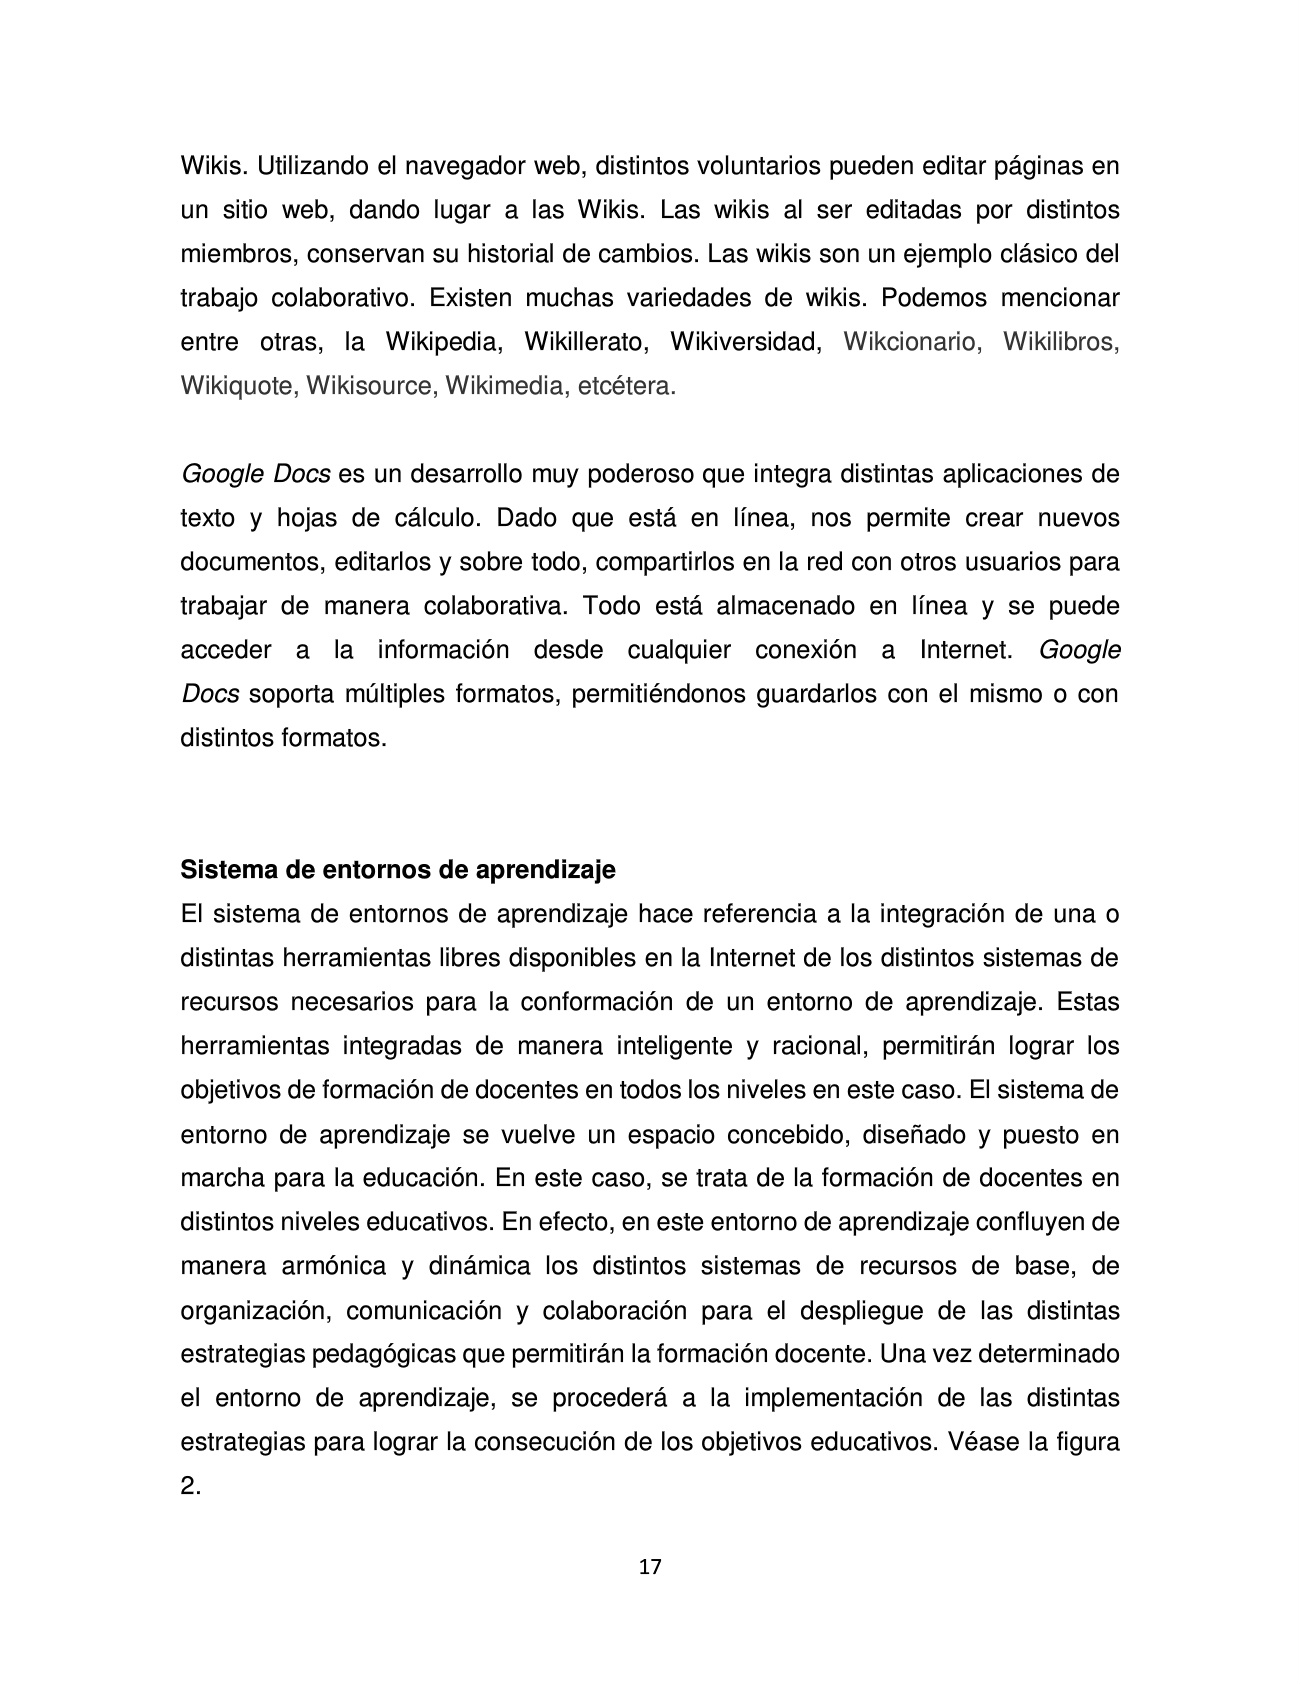 Wikis. Utilizando el navegador web, distintos voluntarios pueden editar páginas en
un sitio web, dando lugar a las Wikis. Las wikis al ser editadas por distintos
miembros, conservan su historial de cambios. Las wikis son un ejemplo clásico del
trabajo colaborativo. Existen muchas variedades de wikis. Podemos mencionar
entre otras, la Wikipedia, Wikillerato, Wikiversidad, Wikcionario, Wikilibros,
Wikiquote, Wikisource, Wikimedia, etcétera.
Google Docs es un desarrollo muy poderoso que integra distintas aplicaciones de
texto y hojas de cálculo. Dado que está en línea, nos permite crear nuevos
documentos, editarlos y sobre todo, compartirlos en la red con otros usuarios para
trabajar de manera colaborativa. Todo está almacenado en línea y se puede
acceder a la información desde cualquier conexión a Internet. Google
Docs soporta múltiples formatos, permitiéndonos guardarlos con el mismo o con
distintos formatos.
Sistema de entornos de aprendizaje
El sistema de entornos de aprendizaje hace referencia a la integración de una o
distintas herramientas libres disponibles en la Internet de los distintos sistemas de
recursos necesarios para la conformación de un entorno de aprendizaje. Estas
herramientas integradas de manera inteligente y racional, permitirán lograr los
objetivos de formación de docentes en todos los niveles en este caso. El sistema de
entorno de aprendizaje se vuelve un espacio concebido, diseñado y puesto en
marcha para la educación. En este caso, se trata de la formación de docentes en
distintos niveles educativos. En efecto, en este entorno de aprendizaje confluyen de
manera armónica y dinámica los distintos sistemas de recursos de base, de
organización, comunicación y colaboración para el despliegue de las distintas
estrategias pedagógicas que permitirán la formación docente. Una vez determinado
el entorno de aprendizaje, se procederá a la implementación de las distintas
estrategias para lograr la consecución de los objetivos educativos. Véase la figura
2.
17